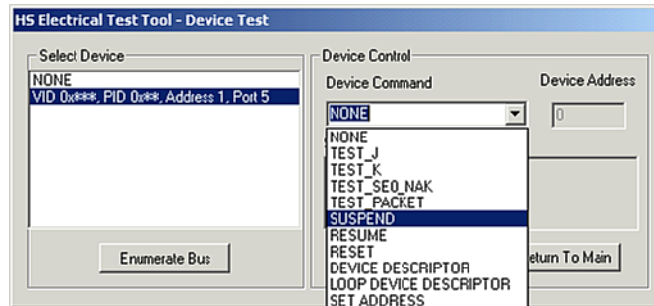 HS Electrical Test Tool - Device Test
Select Device
NONE
VID 0x***, PID 0x**, Address 1, Port 5
Enumerate Bus
Device Control
Device Command
Device Address
NONE
0
NONE
TEST_J
TEST_K
TEST_SE0_NAK
TEST_PACKET
SUSPEND
RESUME
RESET
DEVICE DESCRIPTOR
LOOP DEVICE DESCRIPTOR
SET ADDRESS
eturn To Main